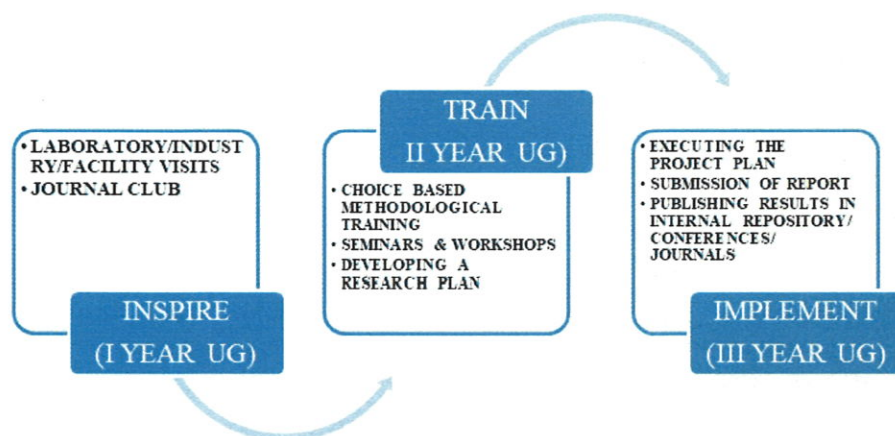 • LABORATORY/INDUST
RY/FACILITY VISITS
• JOURNAL CLUB
INSPIRE
(I YEAR UG)
TRAIN
II YEAR UG)
• CHOICE BASED
METHODOLOGICAL
TRAINING
• SEMINARS & WORKSHOPS
• DEVELOPING A
RESEARCH PLAN
• EXECUTING THE
PROJECT PLAN
• SUBMISSION OF REPORT
• PUBLISHING RESULTS IN
INTERNAL REPOSITORY/
CONFERENCES/
JOURNALS
IMPLEMENT
(III YEAR UG)